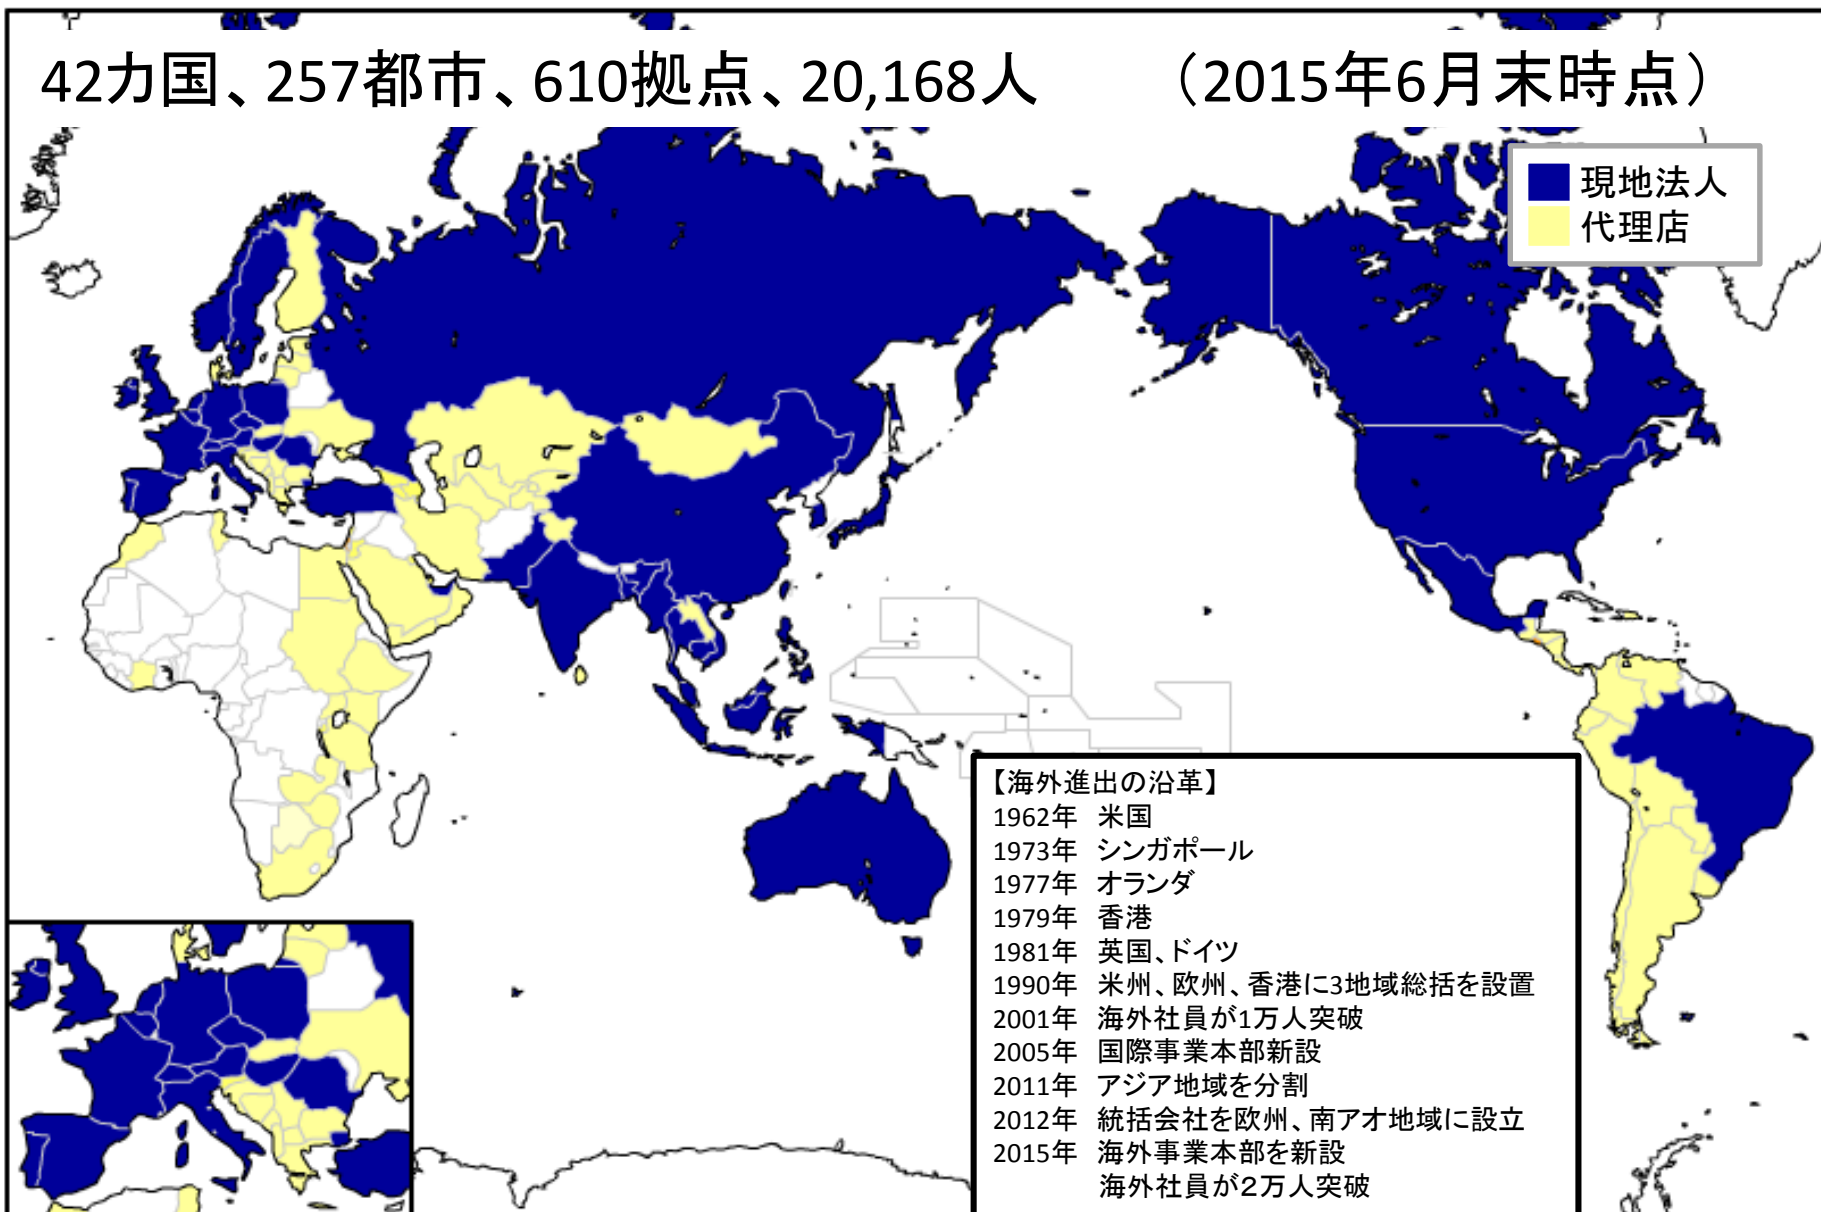 42カ国、257都市、610拠点、20,168人　　（2015年6月末時点）
現地法人
代理店
【海外進出の沿革】
1962年　米国
1973年　シンガポール
1977年　オランダ
1979年　香港
1981年　英国、ドイツ
1990年　米州、欧州、香港に3地域総括を設置
2001年　海外社員が1万人突破
2005年　国際事業本部新設
2011年　アジア地域を分割
2012年　統括会社を欧州、南アオ地域に設立
2015年　海外事業本部を新設
海外社員が２万人突破